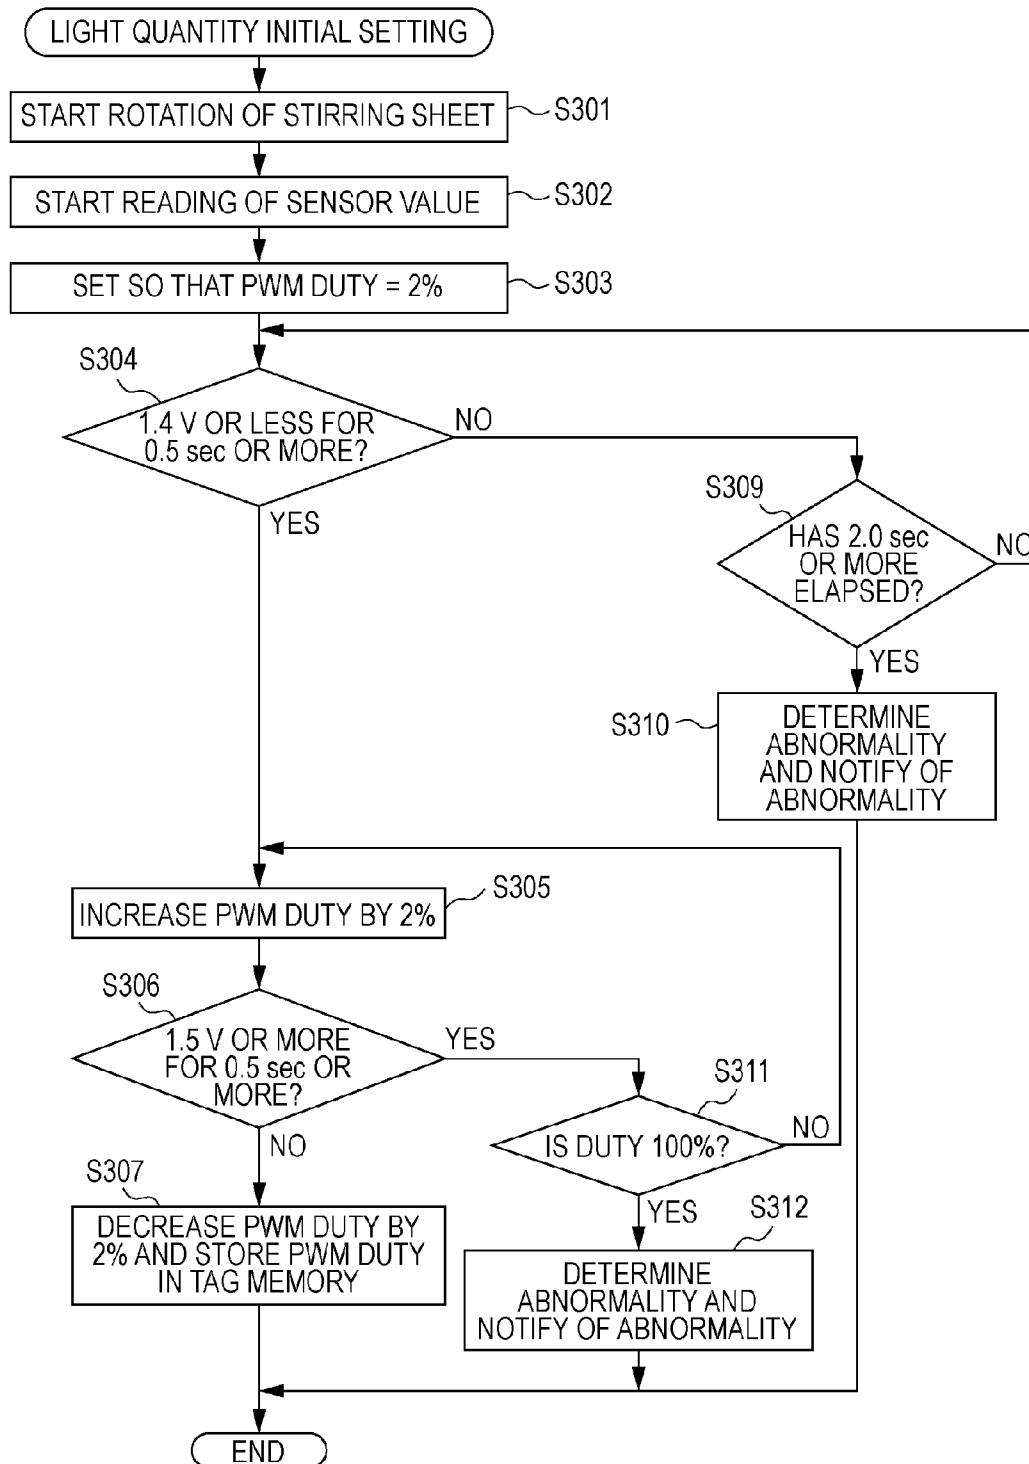 LIGHT QUANTITY INITIAL SETTING
START ROTATION OF STIRRING SHEET
S301
START READING OF SENSOR VALUE
S302
SET SO THAT PWM DUTY = 2%
S303
S304
1.4 V OR LESS FOR
0.5 sec OR MORE?
NO
YES
S309
HAS 2.0 sec
OR MORE
ELAPSED?
NO
YES
S310
DETERMINE
ABNORMALITY
AND NOTIFY OF
ABNORMALITY
INCREASE PWM DUTY BY 2%
S305
S306
1.5 V OR MORE
FOR 0.5 sec OR
MORE?
YES
NO
S311
IS DUTY 100%?
NO
YES
S307
DECREASE PWM DUTY BY
2% AND STORE PWM DUTY
IN TAG MEMORY
S312
DETERMINE
ABNORMALITY AND
NOTIFY OF ABNORMALITY
END